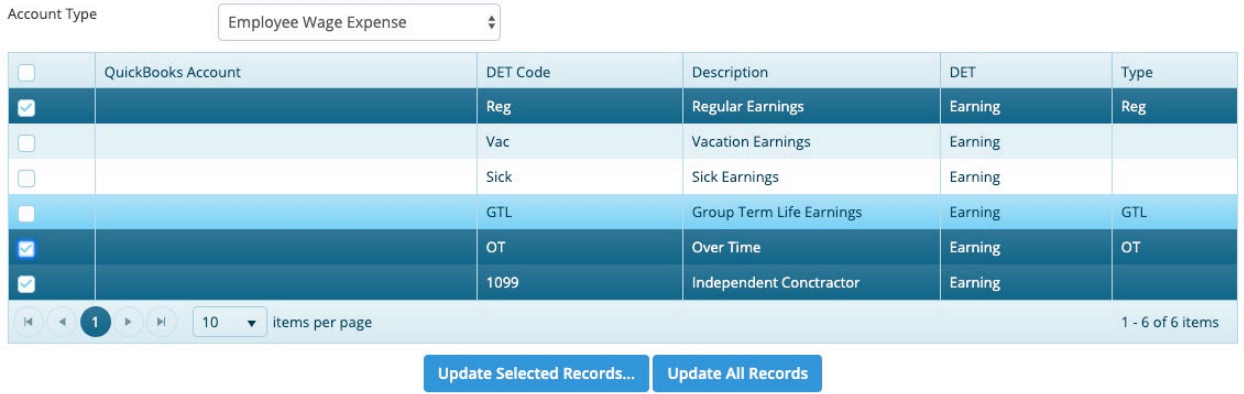 Account Type Employee Wage Expense
QuickBooks Account DET Code Description DET Type
Reg Regular Earnings Earning Reg
Vac Vacation Earnings Earning
Sick Sick Earnings Earning
GTL Group Term Life Earnings Earning GTL
OT Over Time Earning OT
1099 Independent Conctractor Earning
1 10 items per page 1 - 6 of 6 items
Update Selected Records... Update All Records